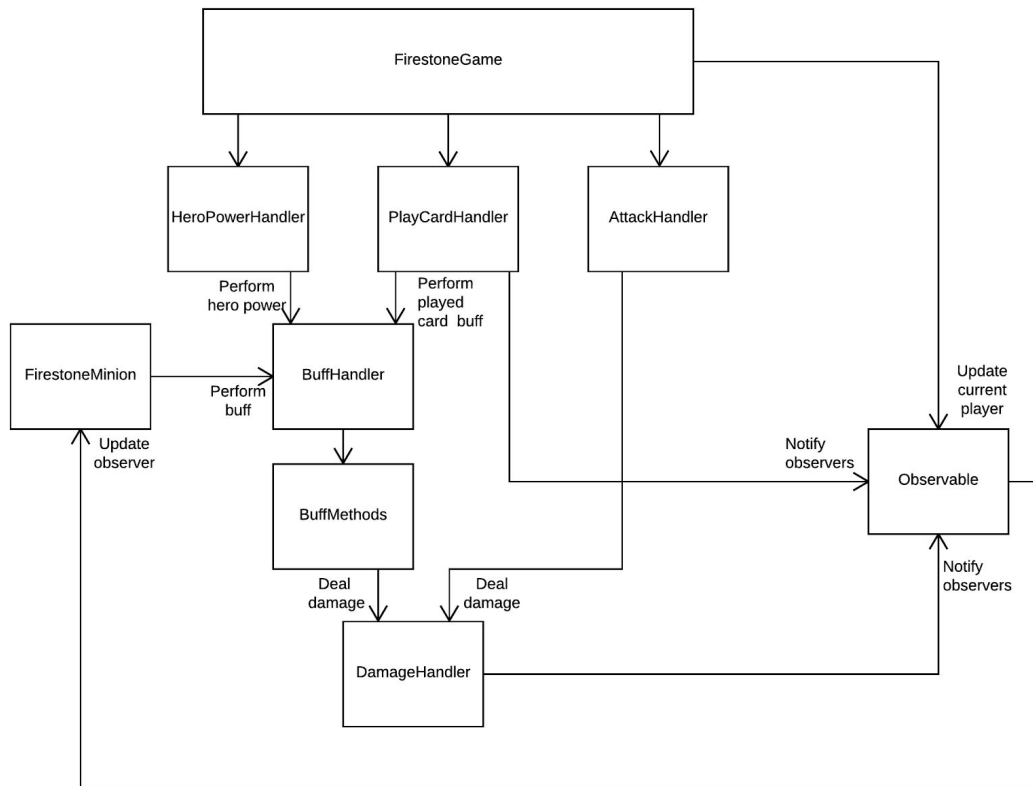 FirestoneGame
HeroPowerHandler
PlayCardHandler
AttackHandler
Perform
hero power
Perform
played
card  buff
FirestoneMinion
BuffHandler
Perform
buff
Update
current
player
Update
observer
Notify
observers
Observable
BuffMethods
Deal
damage
Deal
damage
Notify
observers
DamageHandler